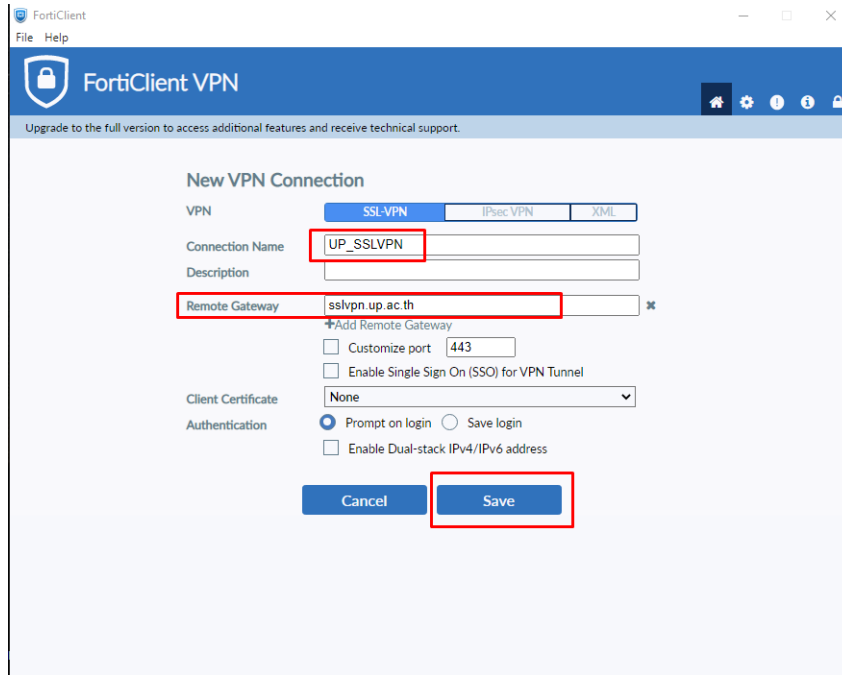 FortiClient
File Help
FortiClient VPN
Upgrade to the full version to access additional features and receive technical support.
New VPN Connection
VPN SSL-VPN IPsec VPN XML
Connection Name UP_SSLVPN
Description
Remote Gateway sslvpn.up.ac.th
+Add Remote Gateway
Customize port 443
Enable Single Sign On (SSO) for VPN Tunnel
Client Certificate None
Authentication Prompt on login Save login
Enable Dual-stack IPv4/IPv6 address
Cancel Save